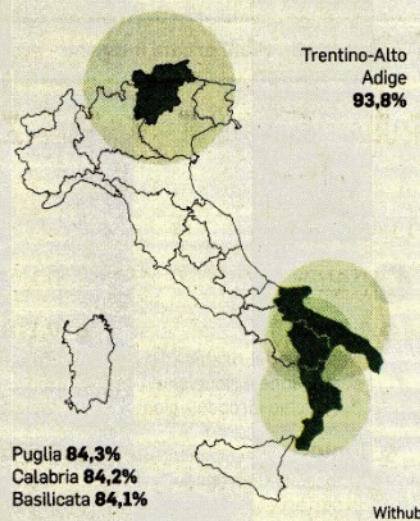 Trentino-Alto
Adige
93,8%
Puglia 84,3%
Calabria 84,2%
Basilicata 84,1%
Withub